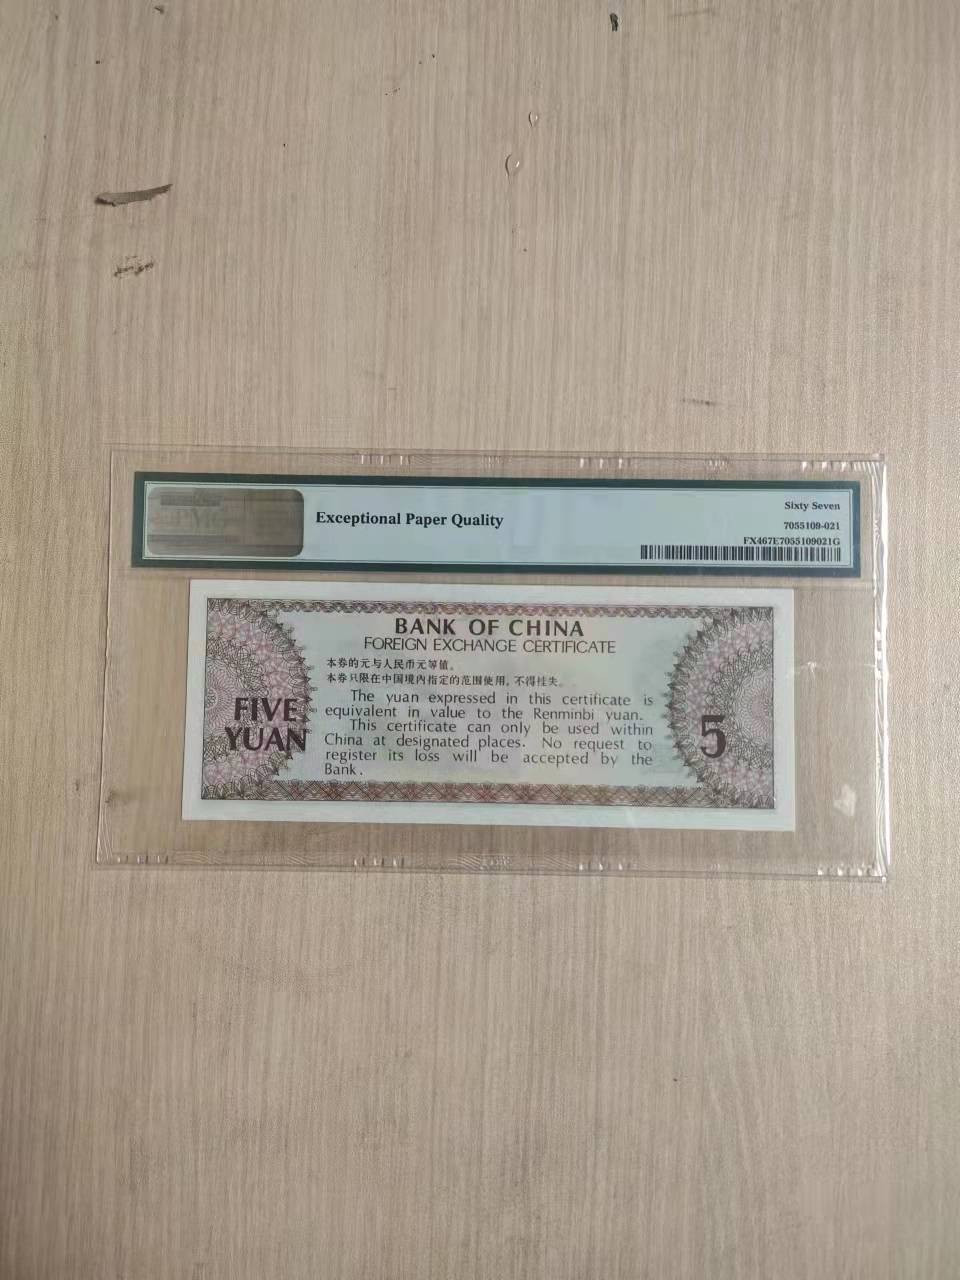 Exceptional Paper Quality
Sixty Seven
7055109-021
FX467E7055109021G
BANK OF CHINA
FOREIGN EXCHANGE CERTIFICATE
本券的元与人民币元等值。
本券只限在中国境内指定的范围使用，不得挂失。
The yuan expressed in this certificate is
equivalent in value to the Renminbi yuan.
This certificate can only be used within
China at designated places. No request to
register its loss will be accepted by the
Bank.
FIVE
YUAN
5